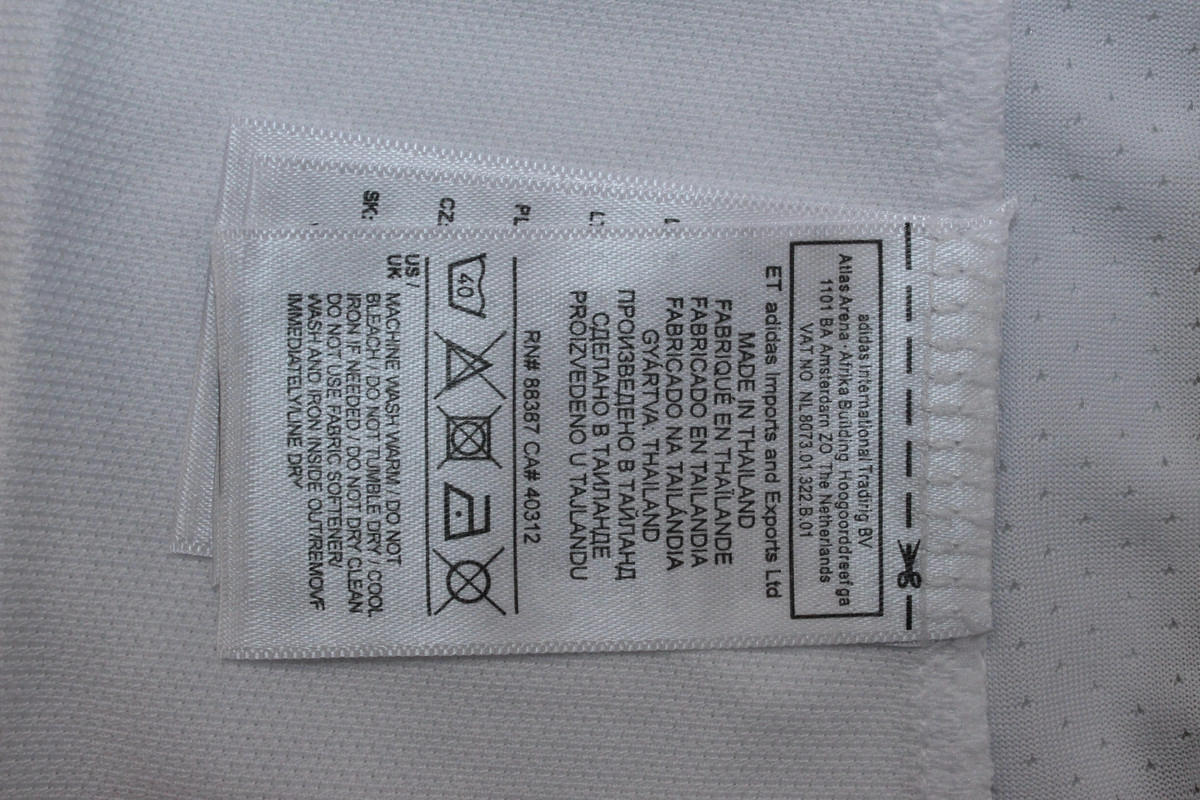 adidas International Trading BV
Atlas Arena · Afrika Building Hoogoorddreef 9a
1101 BA Amsterdam ZO The Netherlands
VAT NO NL 8073.01.322.B.01
ET adidas Imports and Exports Ltd
MADE IN THAILAND
FABRIQUÉ EN THAÏLANDE
FABRICADO EN TAILANDIA
FABRICADO NA TAILÂNDIA
GYÁRTVA: THAILAND
ПРОИЗВЕДЕНО В ТАЙЛАНД
СДЕЛАНО В ТАИЛАНДЕ
PROIZVEDENO U TAJLANDU
RN# 88387 CA# 40312
40
US /
UK MACHINE WASH WARM / DO NOT
BLEACH / DO NOT TUMBLE DRY / COOL
IRON IF NEEDED / DO NOT DRY CLEAN
DO NOT USE FABRIC SOFTENER/
WASH AND IRON INSIDE OUT/REMOVE
IMMEDIATELY/LINE DRY
PL
CZ:
SK: